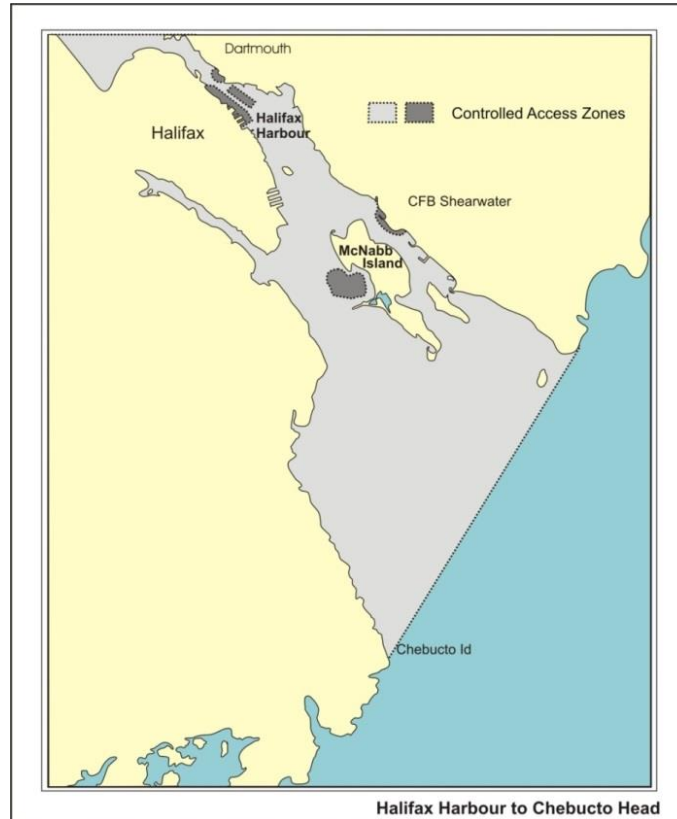 Dartmouth
Halifax
Harbour
Controlled Access Zones
Halifax
CFB Shearwater
McNabb
Island
Chebucto Id
Halifax Harbour to Chebucto Head